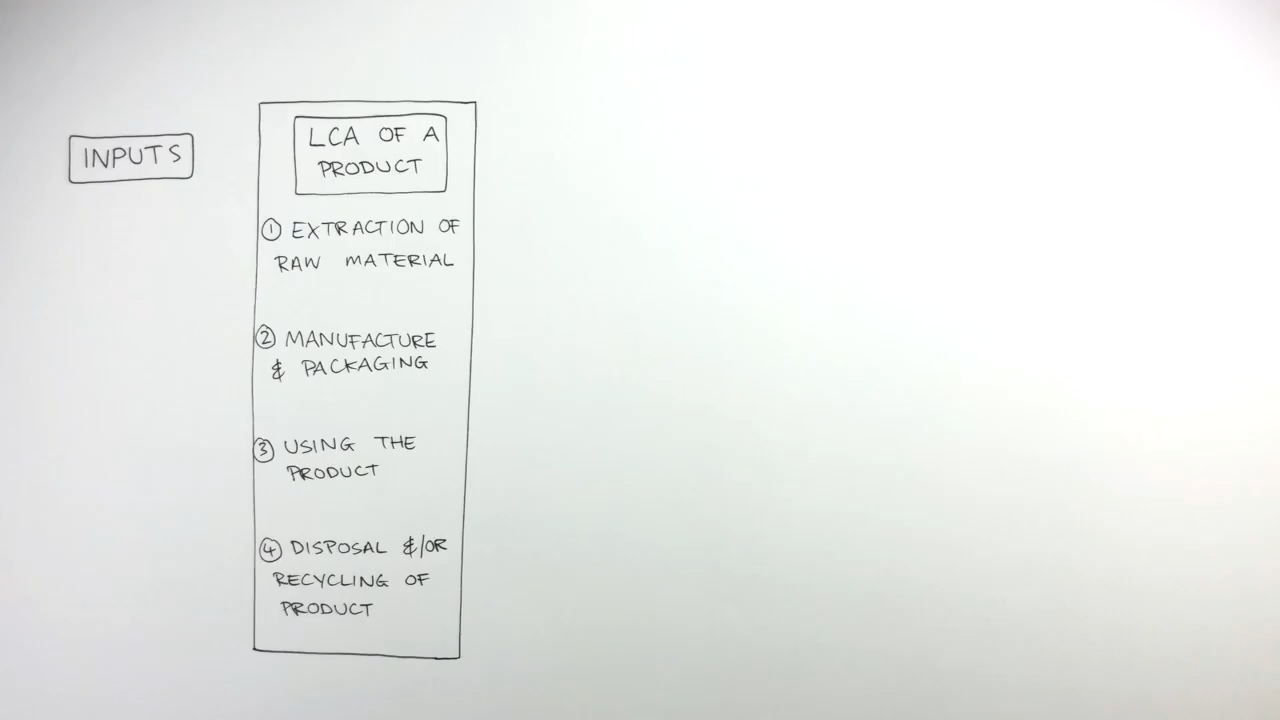 INPUTS
LCA OF A
PRODUCT
① EXTRACTION OF
RAW MATERIAL
② MANUFACTURE
& PACKAGING
③ USING THE
PRODUCT
④ DISPOSAL &/OR
RECYCLING OF
PRODUCT